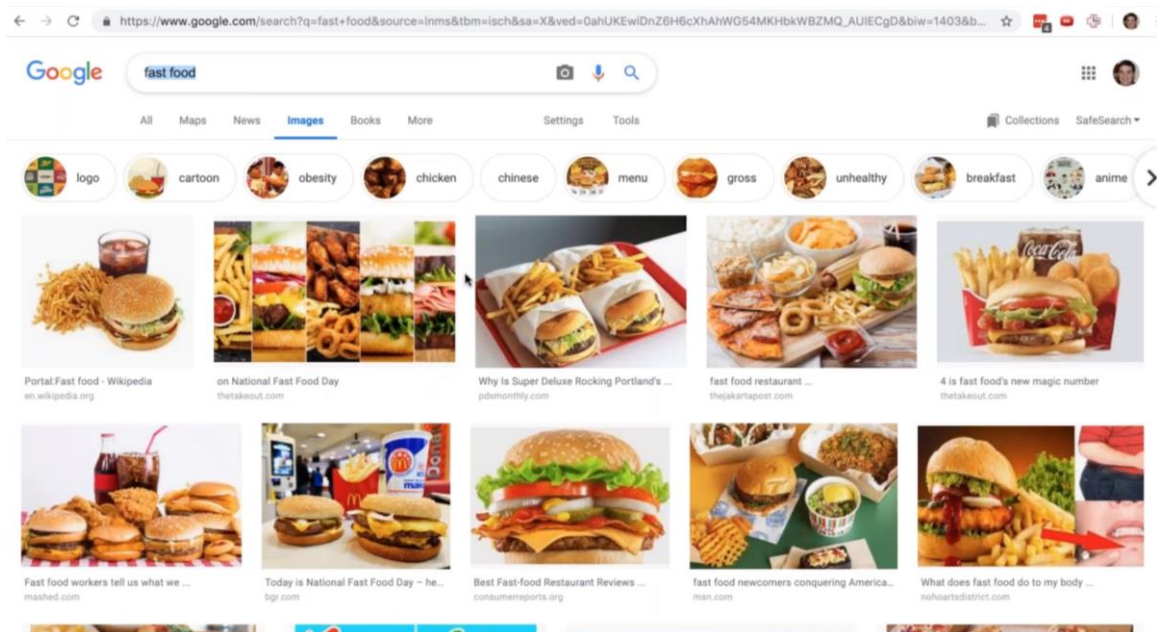 https://www.google.com/search?q=fast+food&source=lnms&tbm=isch&sa=X&ved=0ahUKEwiDnZ6H6cXhAhWG54MKHbkWBZMQ_AUIECgD&biw=1403&b...
4
Google
fast food
All Maps News Images Books More Settings Tools Collections SafeSearch
logo cartoon obesity chicken chinese menu gross unhealthy breakfast anime
Coca-Cola
Portal:Fast food - Wikipedia
en.wikipedia.org
on National Fast Food Day
thetakeout.com
Why Is Super Deluxe Rocking Portland's ...
pdxmonthly.com
fast food restaurant ...
thejakartapost.com
4 is fast food's new magic number
thetakeout.com
Fast food workers tell us what we ...
mashed.com
Today is National Fast Food Day – he...
bgr.com
Best Fast-food Restaurant Reviews ...
consumerreports.org
fast food newcomers conquering America...
msn.com
What does fast food do to my body ...
nohoartsdistrict.com